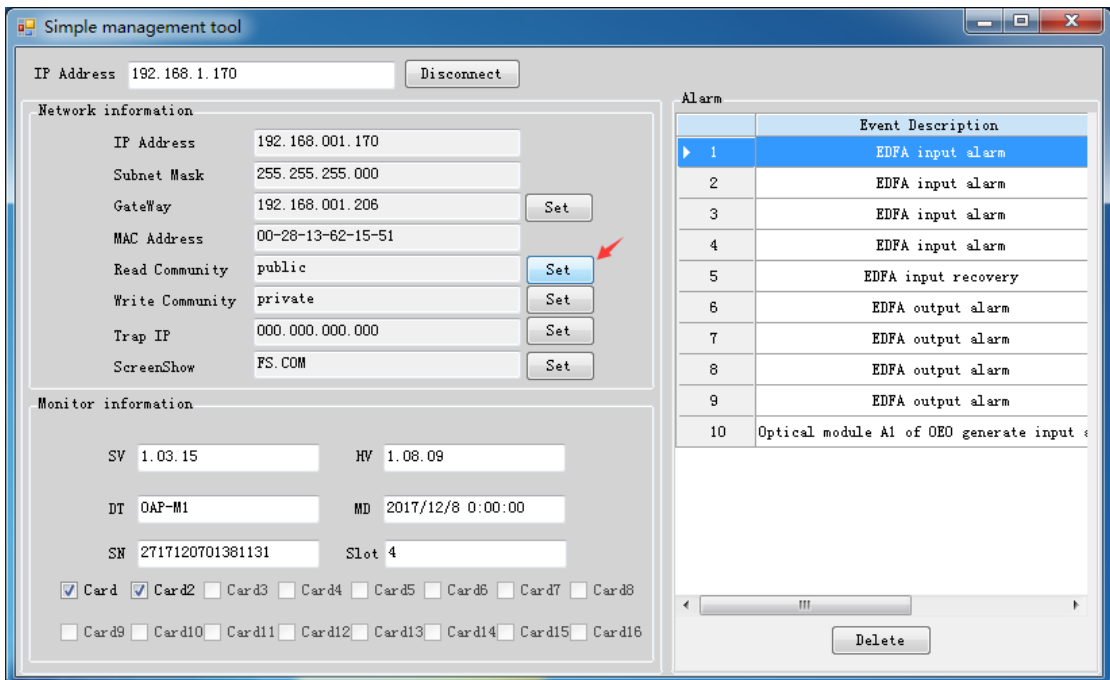 Simple management tool
IP Address 192.168.1.170 Disconnect
Network information
IP Address 192.168.001.170
Subnet Mask 255.255.255.000
GateWay 192.168.001.206 Set
MAC Address 00-28-13-62-15-51
Read Community public Set
Write Community private Set
Trap IP 000.000.000.000 Set
ScreenShow FS.COM Set
Monitor information
SV 1.03.15 HV 1.08.09
DT OAP-M1 MD 2017/12/8 0:00:00
SN 2717120701381131 Slot 4
Card Card2 Card3 Card4 Card5 Card6 Card7 Card8
Card9 Card10 Card11 Card12 Card13 Card14 Card15 Card16
Alarm
Event Description
1 EDFA input alarm
2 EDFA input alarm
3 EDFA input alarm
4 EDFA input alarm
5 EDFA input recovery
6 EDFA output alarm
7 EDFA output alarm
8 EDFA output alarm
9 EDFA output alarm
10 Optical module A1 of OEO generate input
Delete